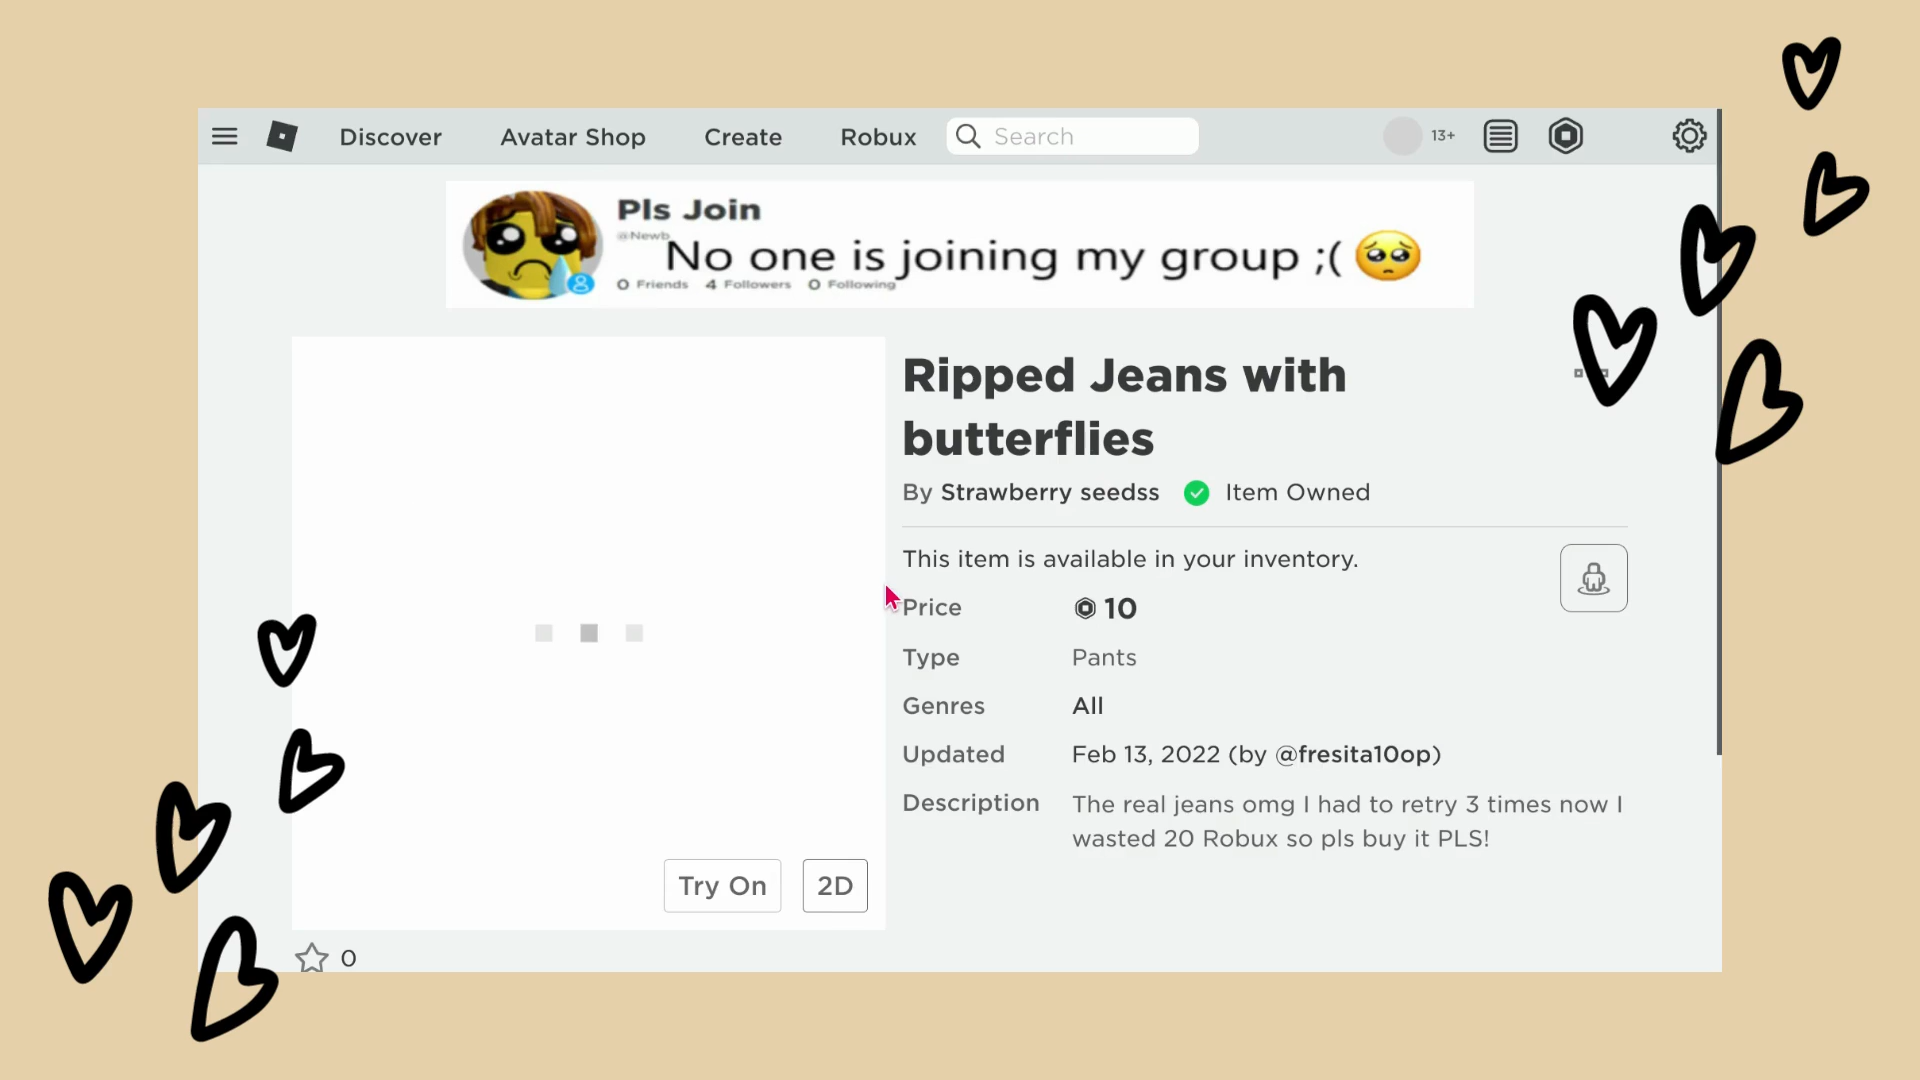 Discover Avatar Shop Create Robux Search 13+
Pls Join
@Newb
No one is joining my group ;( 🥺
0 Friends 4 Followers 0 Following
Ripped Jeans with
butterflies
By Strawberry seedss Item Owned
This item is available in your inventory.
Price 10
Type Pants
Genres All
Updated Feb 13, 2022 (by @fresita10op)
Description The real jeans omg I had to retry 3 times now I
wasted 20 Robux so pls buy it PLS!
Try On 2D
0